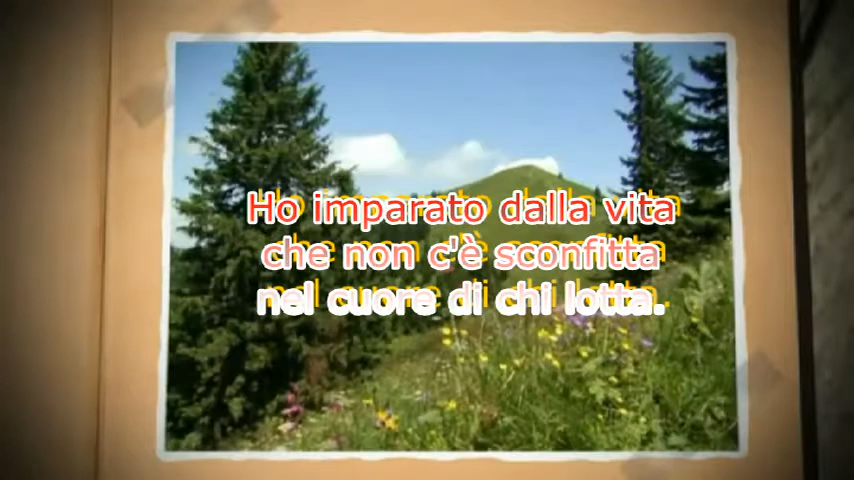 Ho imparato dalla vita
che non c'è sconfitta
nel cuore di chi lotta.